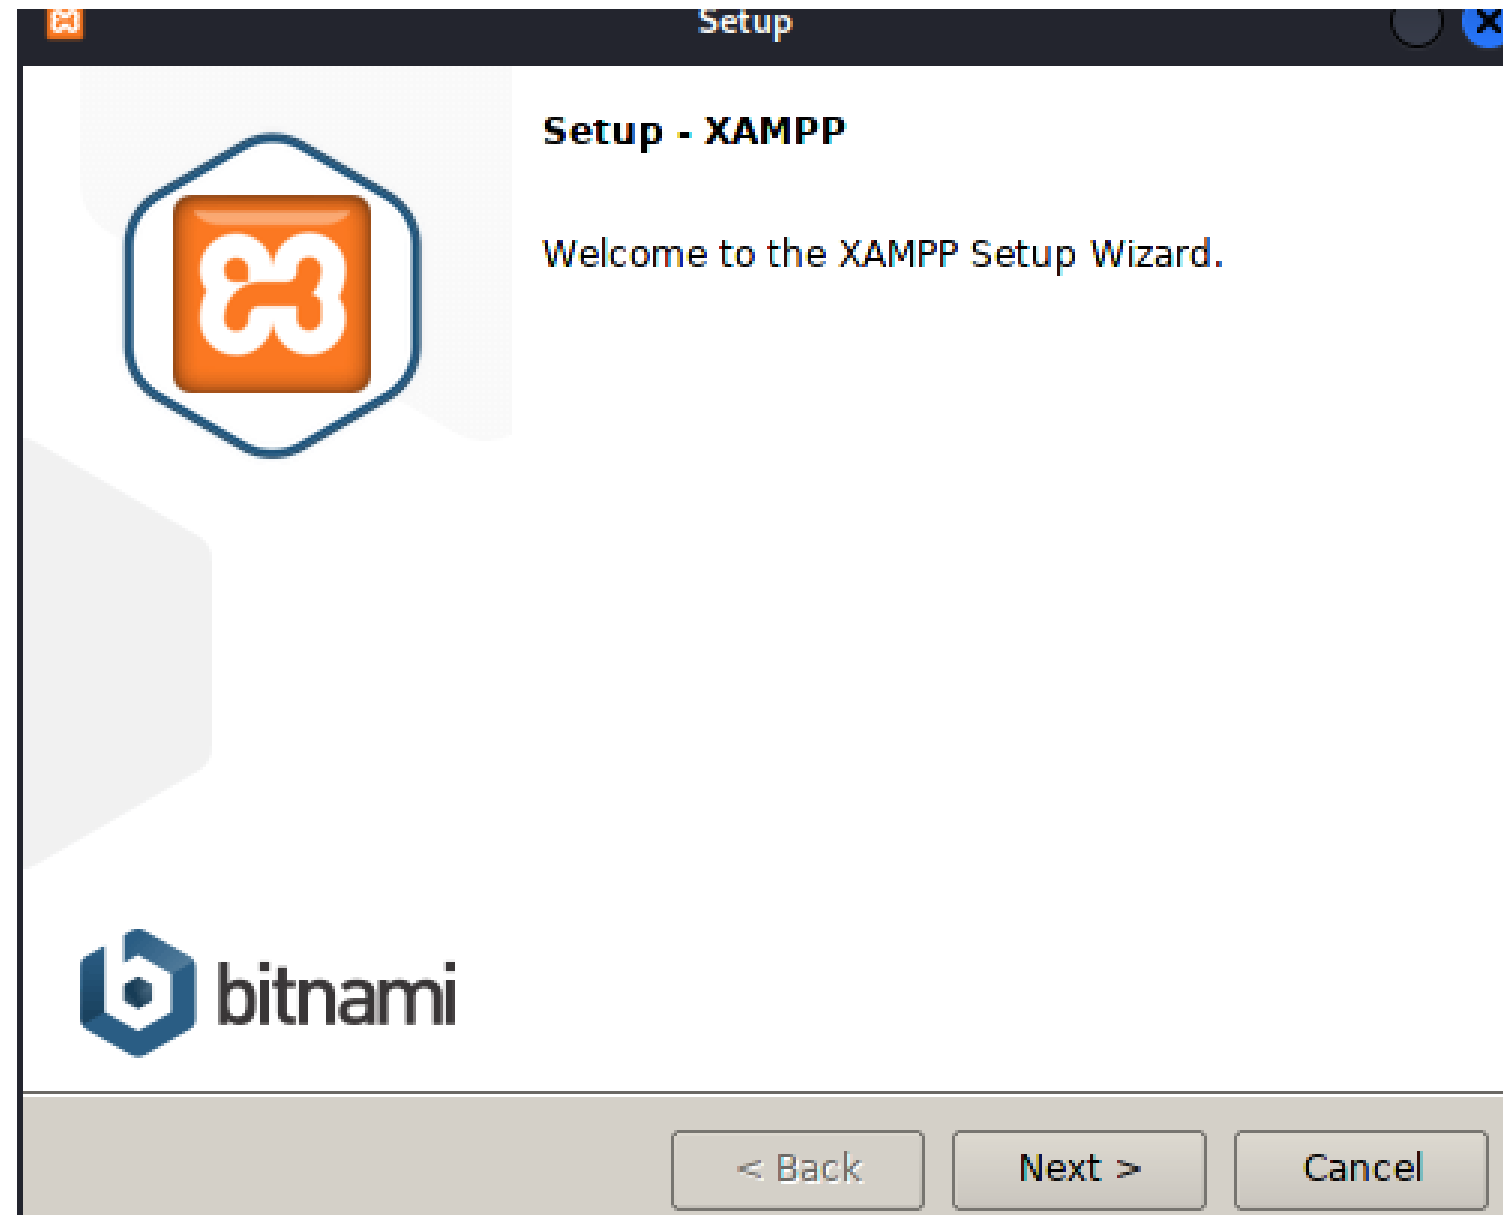 Setup
Setup - XAMPP
Welcome to the XAMPP Setup Wizard.
bitnami
< Back
Next >
Cancel